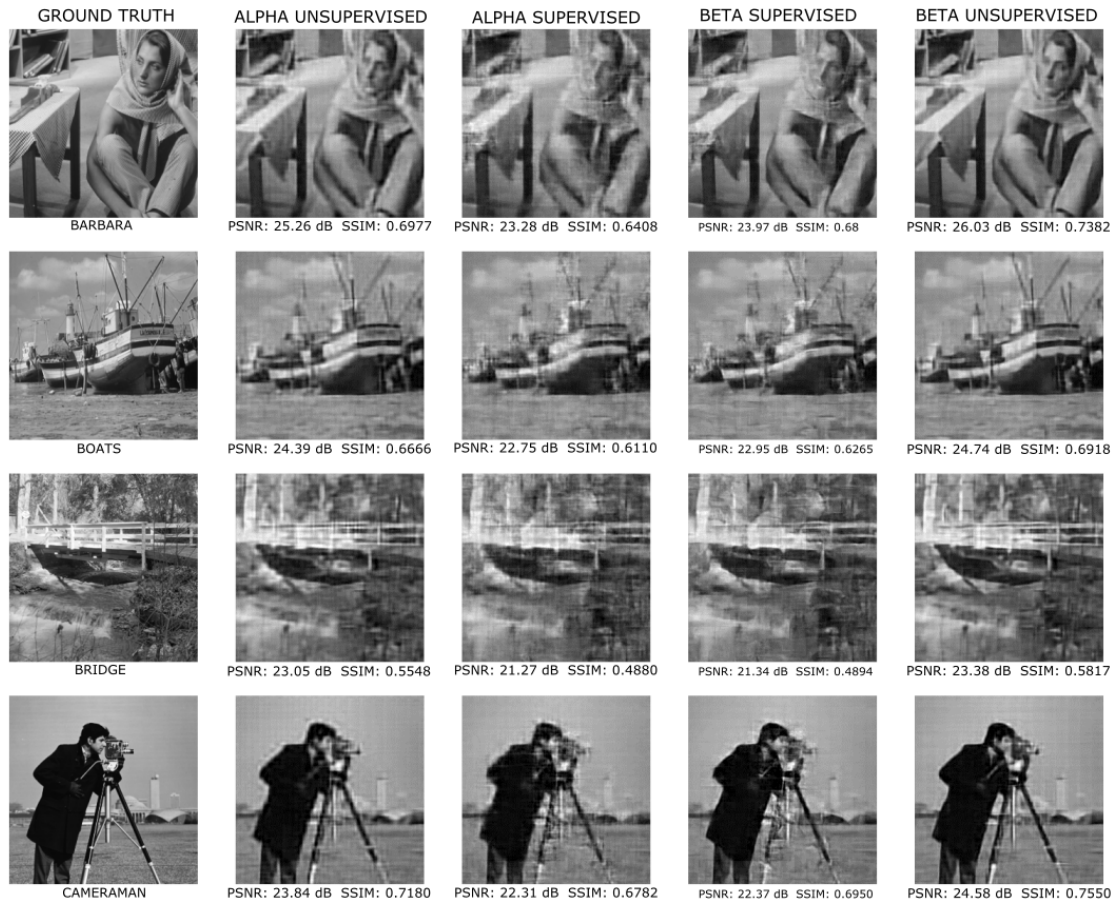 GROUND TRUTH ALPHA UNSUPERVISED ALPHA SUPERVISED BETA SUPERVISED BETA UNSUPERVISED
BARBARA PSNR: 25.26 dB SSIM: 0.6977 PSNR: 23.28 dB SSIM: 0.6408 PSNR: 23.97 dB SSIM: 0.68 PSNR: 26.03 dB SSIM: 0.7382
BOATS PSNR: 24.39 dB SSIM: 0.6666 PSNR: 22.75 dB SSIM: 0.6110 PSNR: 22.95 dB SSIM: 0.6265 PSNR: 24.74 dB SSIM: 0.6918
BRIDGE PSNR: 23.05 dB SSIM: 0.5548 PSNR: 21.27 dB SSIM: 0.4880 PSNR: 21.34 dB SSIM: 0.4894 PSNR: 23.38 dB SSIM: 0.5817
CAMERAMAN PSNR: 23.84 dB SSIM: 0.7180 PSNR: 22.31 dB SSIM: 0.6782 PSNR: 22.37 dB SSIM: 0.6950 PSNR: 24.58 dB SSIM: 0.7550